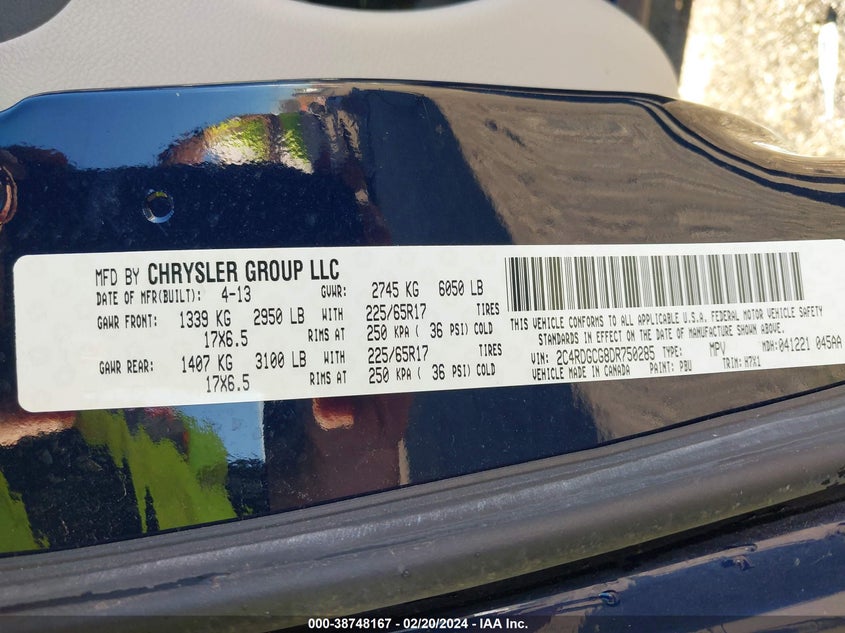 MFD BY CHRYSLER GROUP LLC
DATE OF MFR(BUILT): 4-13 GVWR: 2745 KG 6050 LB
GAWR FRONT: 1339 KG 2950 LB WITH 225/65R17 TIRES
17X6.5 RIMS AT 250 KPA ( 36 PSI) COLD
GAWR REAR: 1407 KG 3100 LB WITH 225/65R17 TIRES
17X6.5 RIMS AT 250 KPA ( 36 PSI) COLD
THIS VEHICLE CONFORMS TO ALL APPLICABLE U.S.A. FEDERAL MOTOR VEHICLE SAFETY
STANDARDS IN EFFECT ON THE DATE OF MANUFACTURE SHOWN ABOVE.
VIN: 2C4RDGCG8DR750285 TYPE: MPV MDH:041221 045AA
VEHICLE MADE IN CANADA PAINT: PBU TRIM: H7X1
000-38748167 - 02/20/2024 - IAA Inc.